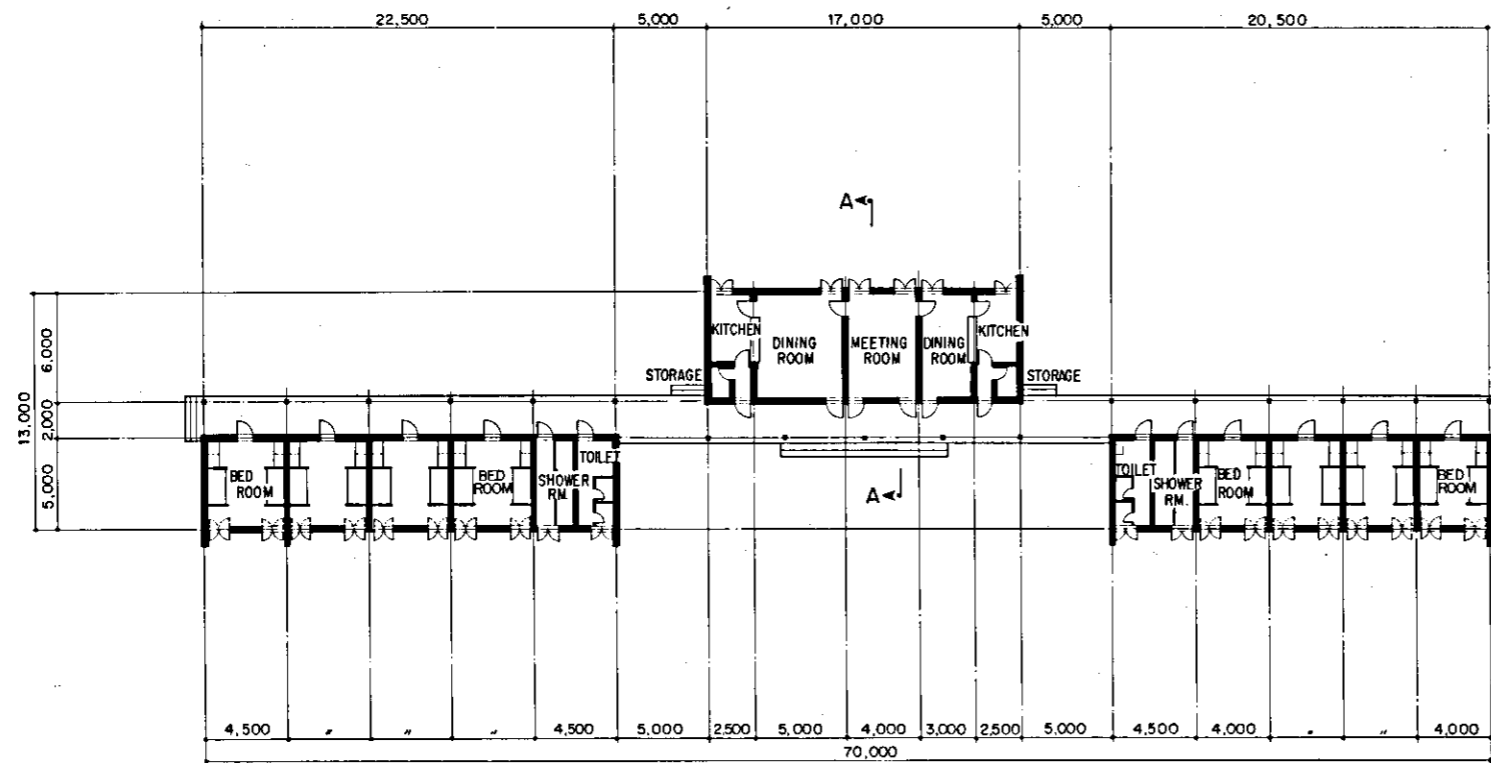 22,500 5,000 17,000 5,000 20,500
A
KITCHEN DINING ROOM MEETING ROOM DINING ROOM KITCHEN
STORAGE STORAGE
13,000 6,000 2,000 5,000
BED ROOM BED ROOM SHOWER RM. TOILET
TOILET SHOWER RM. BED ROOM BED ROOM
A
4,500 〃 〃 〃 4,500 5,000 2,500 5,000 4,000 3,000 2,500 5,000 4,500 4,000 〃 〃 4,000
70,000